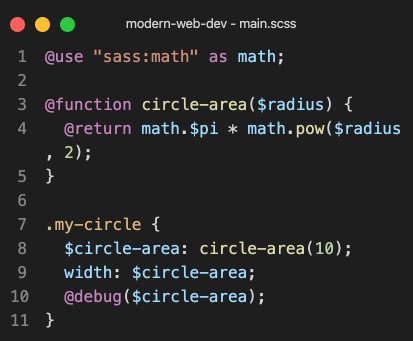 modern-web-dev - main.scss
1 @use "sass:math" as math;
2
3 @function circle-area($radius) {
4   @return math.$pi * math.pow($radius
, 2);
5 }
6
7 .my-circle {
8   $circle-area: circle-area(10);
9   width: $circle-area;
10   @debug($circle-area);
11 }